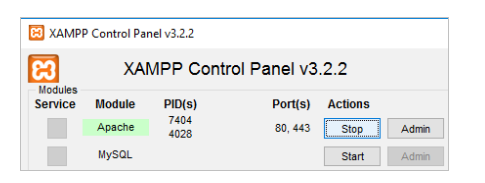 XAMPP Control Panel v3.2.2
XAMPP Control Panel v3.2.2
Modules
Service Module PID(s) Port(s) Actions
Apache 7404 4028 80, 443 Stop Admin
MySQL Start Admin